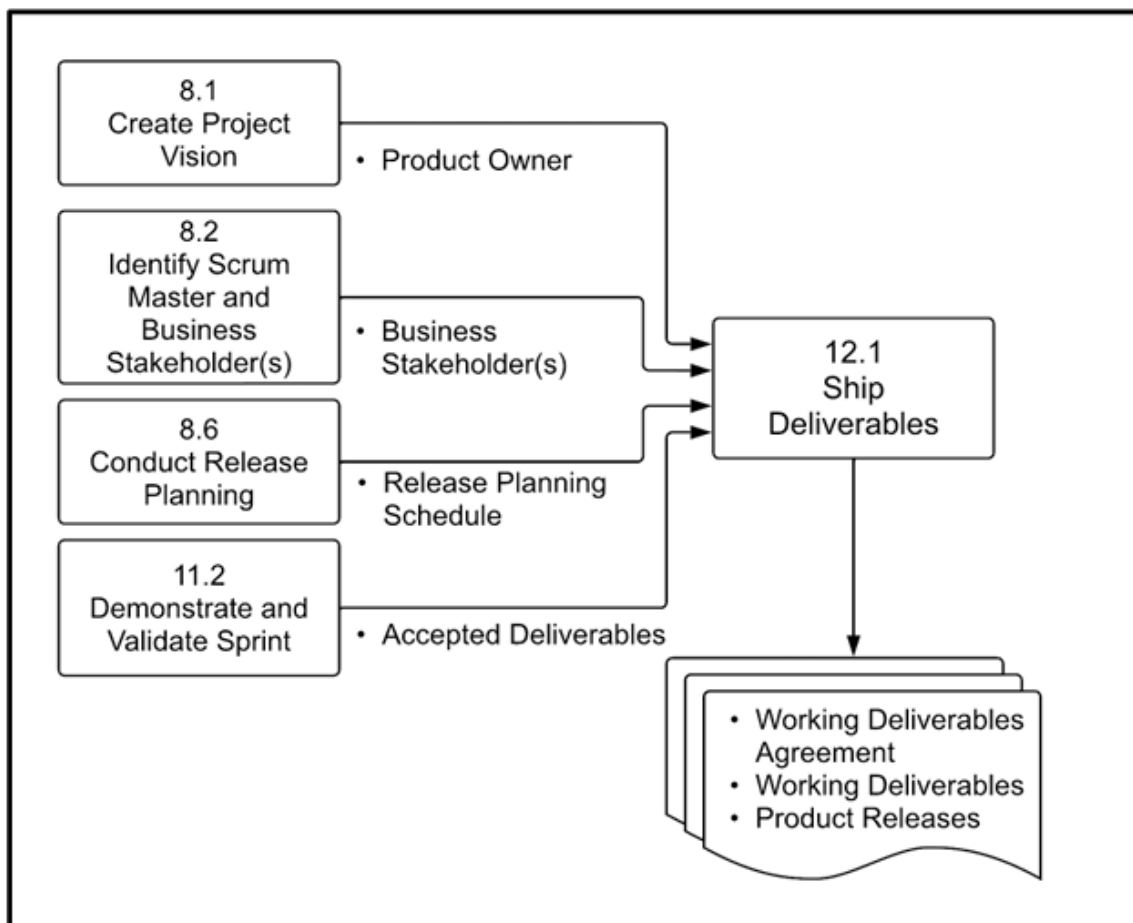 8.1
Create Project
Vision
• Product Owner
8.2
Identify Scrum
Master and
Business
Stakeholder(s)
• Business
Stakeholder(s)
8.6
Conduct Release
Planning
• Release Planning
Schedule
11.2
Demonstrate and
Validate Sprint
• Accepted Deliverables
12.1
Ship
Deliverables
• Working Deliverables
Agreement
• Working Deliverables
• Product Releases